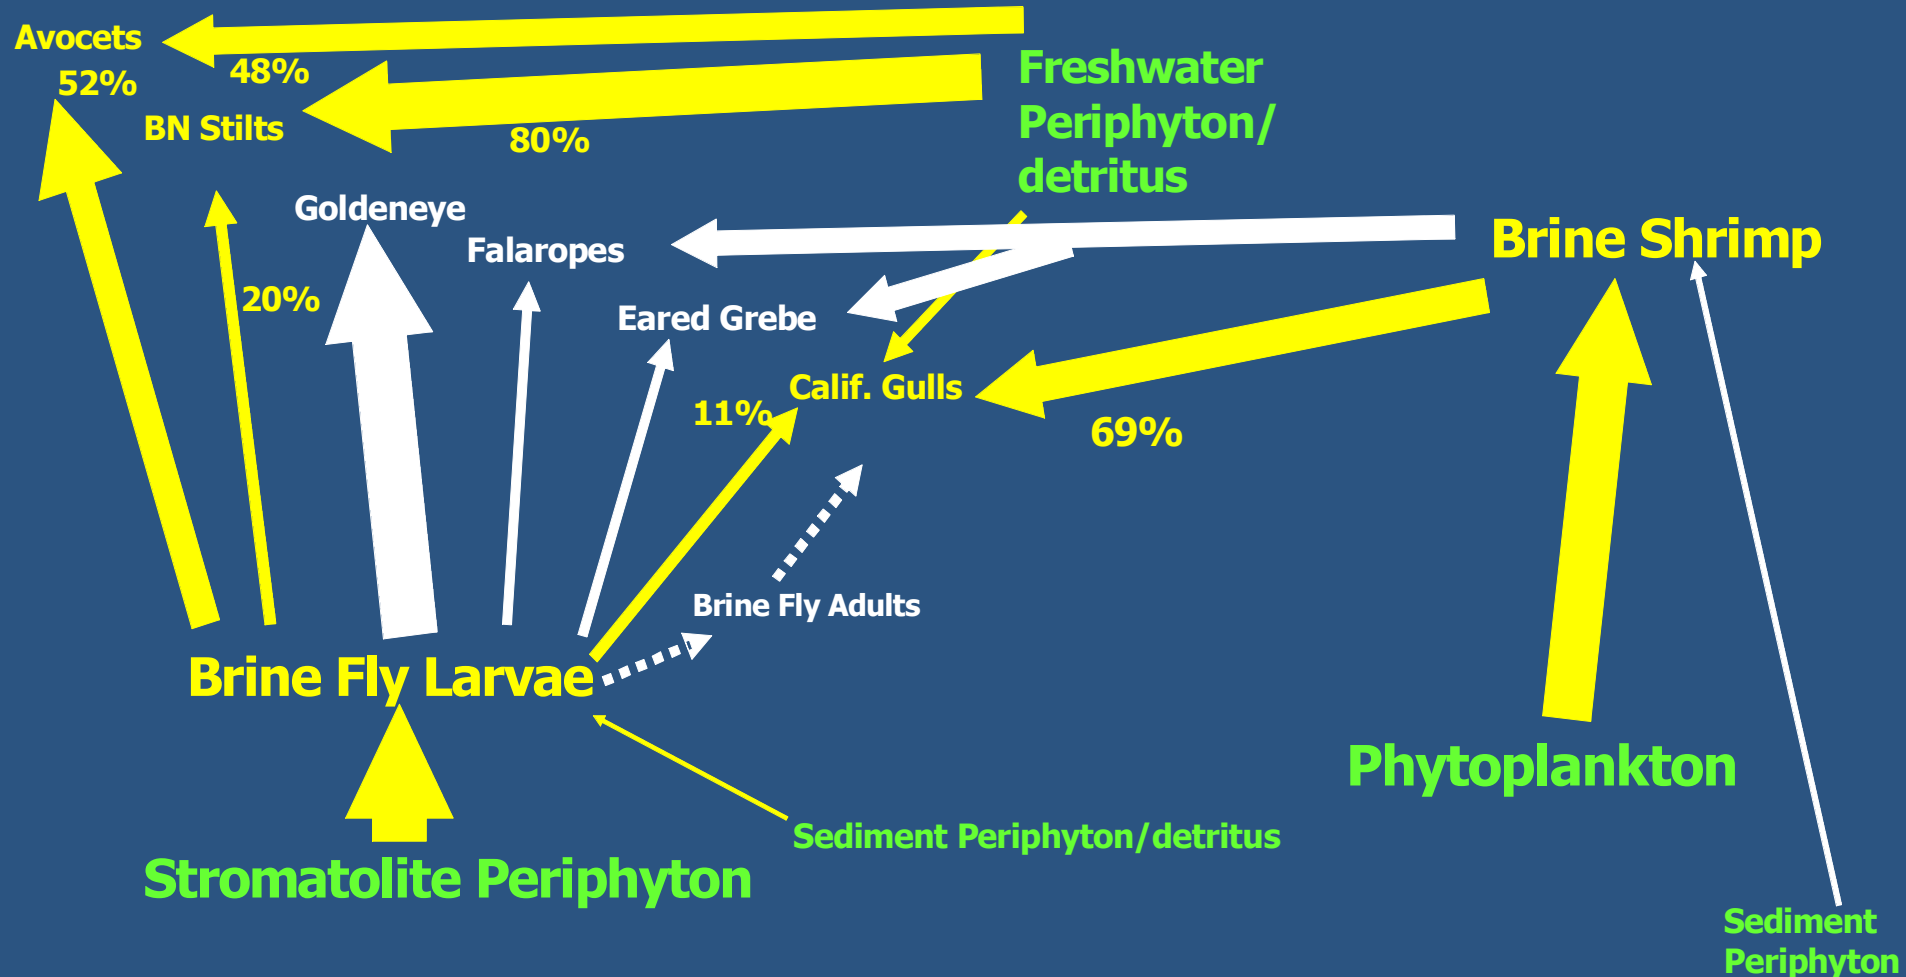 Avocets
52%
48%
BN Stilts
80%
Freshwater
Periphyton/
detritus
Goldeneye
Falaropes
Brine Shrimp
20%
Eared Grebe
Calif. Gulls
11%
69%
Brine Fly Adults
Brine Fly Larvae
Phytoplankton
Sediment Periphyton/detritus
Stromatolite Periphyton
Sediment
Periphyton